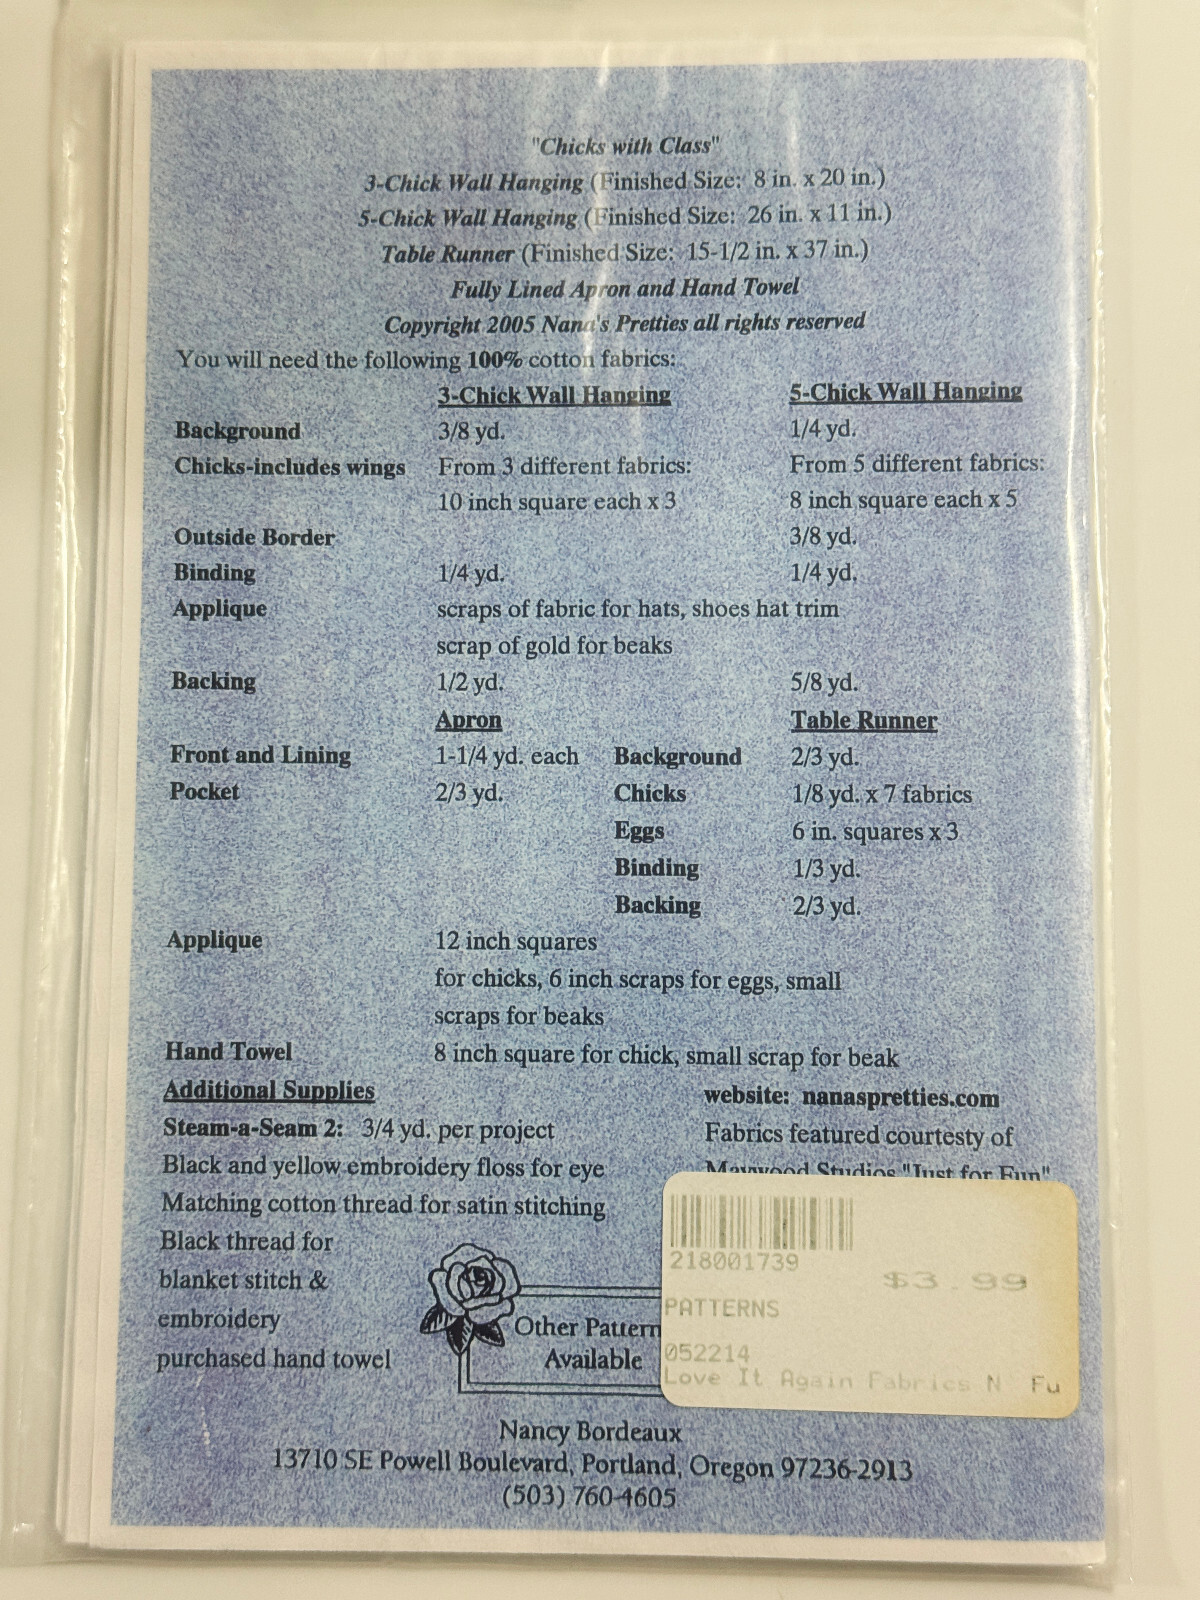 "Chicks with Class"
3-Chick Wall Hanging (Finished Size: 8 in. x 20 in.)
5-Chick Wall Hanging (Finished Size: 26 in. x 11 in.)
Table Runner (Finished Size: 15-1/2 in. x 37 in.)
Fully Lined Apron and Hand Towel
Copyright 2005 Nana's Pretties all rights reserved
You will need the following 100% cotton fabrics:
3-Chick Wall Hanging 5-Chick Wall Hanging
Background 3/8 yd. 1/4 yd.
Chicks-includes wings From 3 different fabrics: From 5 different fabrics:
10 inch square each x 3 8 inch square each x 5
Outside Border 3/8 yd.
Binding 1/4 yd. 1/4 yd.
Applique scraps of fabric for hats, shoes hat trim
scrap of gold for beaks
Backing 1/2 yd. 5/8 yd.
Apron Table Runner
Front and Lining 1-1/4 yd. each Background 2/3 yd.
Pocket 2/3 yd. Chicks 1/8 yd. x 7 fabrics
Eggs 6 in. squares x 3
Binding 1/3 yd.
Backing 2/3 yd.
Applique 12 inch squares
for chicks, 6 inch scraps for eggs, small
scraps for beaks
Hand Towel 8 inch square for chick, small scrap for beak
Additional Supplies website: nanaspretties.com
Steam-a-Seam 2: 3/4 yd. per project Fabrics featured courtesty of
Black and yellow embroidery floss for eye Maywood Studios "Just for Fun"
Matching cotton thread for satin stitching
Black thread for
blanket stitch &
embroidery
purchased hand towel
Other Pattern
Available
218001739
$3.99
PATTERNS
052214
Love It Again Fabrics N Fu
Nancy Bordeaux
13710 SE Powell Boulevard, Portland, Oregon 97236-2913
(503) 760-4605